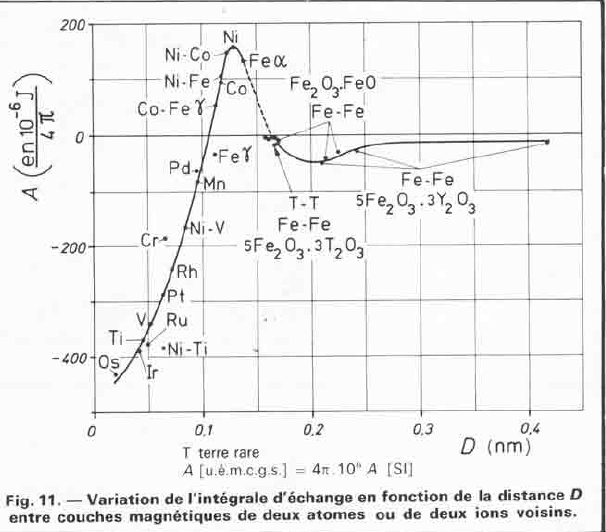 200
Ni
Ni-Co
Feα
Ni-Fe
Co
Fe₂O₃.FeO
Co-Fe γ
Fe-Fe
A (en 10⁻⁶ J / 4 π)
0
Feγ
Pd
Mn
Fe-Fe
T-T
5Fe₂O₃.3Y₂O₃
Fe-Fe
Ni-V
5Fe₂O₃.3T₂O₃
Cr
-200
Rh
Pt
V
Ru
Ti
Ni-Ti
-400
Os
Ir
0 0,1 0,2 0,3 0,4
D (nm)
T terre rare
A [u.é.m.c.g.s.] = 4π.10⁶ A [SI]
Fig. 11. — Variation de l'intégrale d'échange en fonction de la distance D
entre couches magnétiques de deux atomes ou de deux ions voisins.